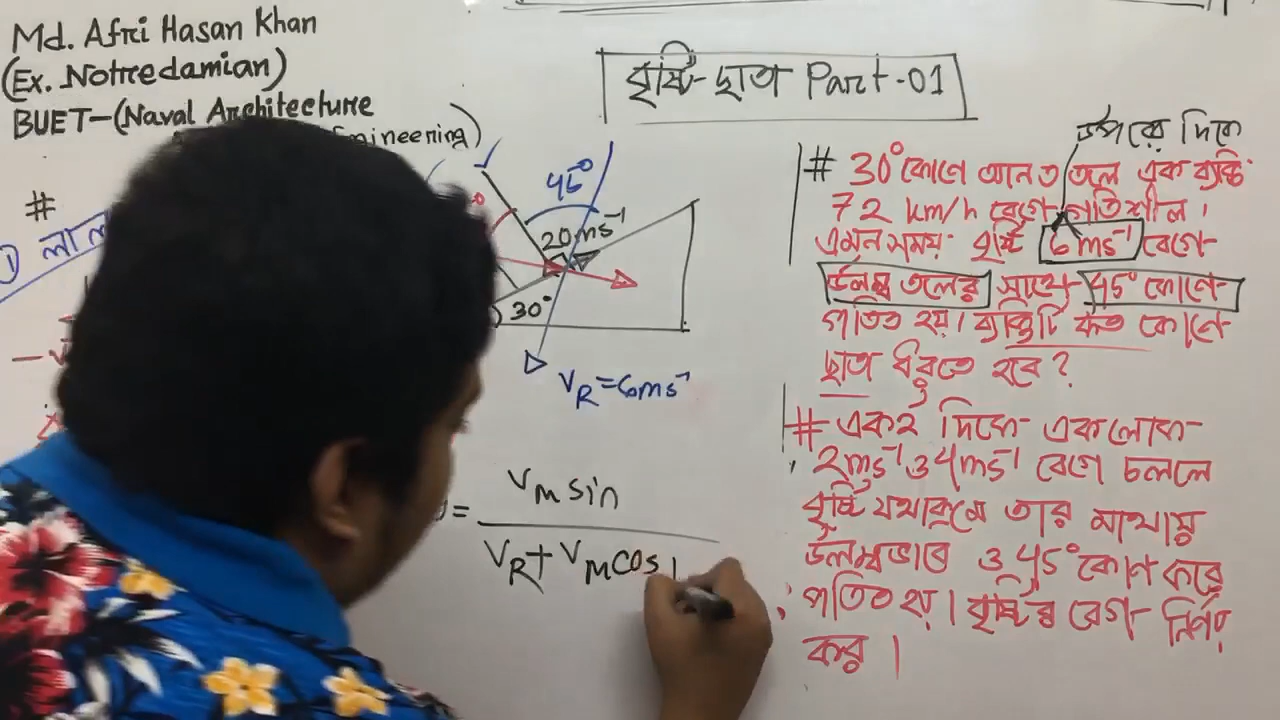 Md. Afri Hasan Khan
(Ex. Notredamian)
BUET-(Naval Architecture
Engineering)
বৃষ্টি-ছাতা Part-01
#
① লাল
45°
20ms⁻¹
30°
V_R=6ms⁻¹
V_M sin
=
V_R+V_M cos
উপরের দিকে
# 30° কোণে আনত তলে এক ব্যক্তি
72 km/h বেগে গতিশীল।
এমন সময় বৃষ্টি 6ms⁻¹ বেগে
উলম্ব তলের সাথে 45° কোণে
পতিত হয়। ব্যক্তিটি কত কোণে
ছাতা ধরতে হবে?
# একই দিকে একলোক
2ms⁻¹ ও 4ms⁻¹ বেগে চললে
বৃষ্টি যথাক্রমে তার মাথায়
উলম্বভাবে ও 45° কোণ করে
পতিত হয়। বৃষ্টির বেগ নির্ণয়
কর।